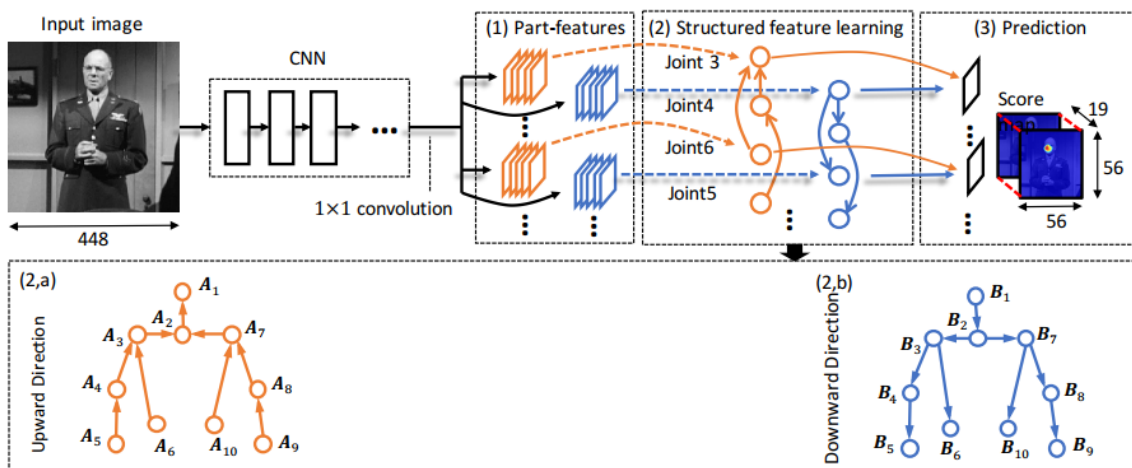 Input image
CNN
(1) Part-features
(2) Structured feature learning
(3) Prediction
Joint 3
Joint4
Joint6
Joint5
Score
map
19
56
56
1×1 convolution
448
(2,a)
Upward Direction
A1
A2
A3
A7
A4
A8
A5
A6
A10
A9
(2,b)
Downward Direction
B1
B2
B3
B7
B4
B8
B5
B6
B10
B9